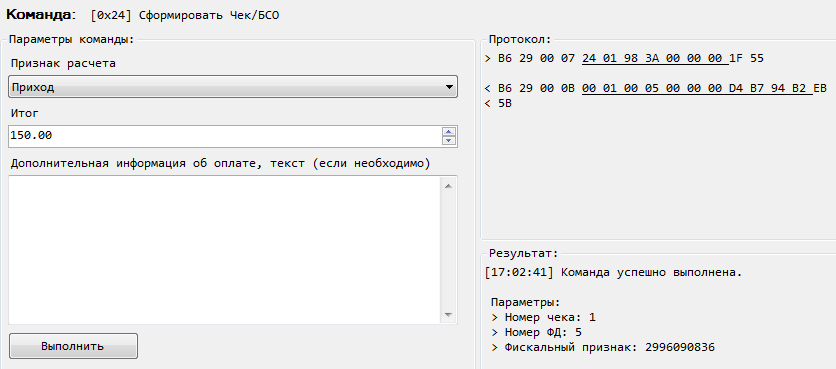 Команда: [0x24] Сформировать Чек/БСО
Параметры команды:
Признак расчета
Приход
Итог
150.00
Дополнительная информация об оплате, текст (если необходимо)
Выполнить
Протокол:
> B6 29 00 07 24 01 98 3A 00 00 00 1F 55
< B6 29 00 0B 00 01 00 05 00 00 00 D4 B7 94 B2 EB
< 5B
Результат:
[17:02:41] Команда успешно выполнена.
Параметры:
> Номер чека: 1
> Номер ФД: 5
> Фискальный признак: 2996090836